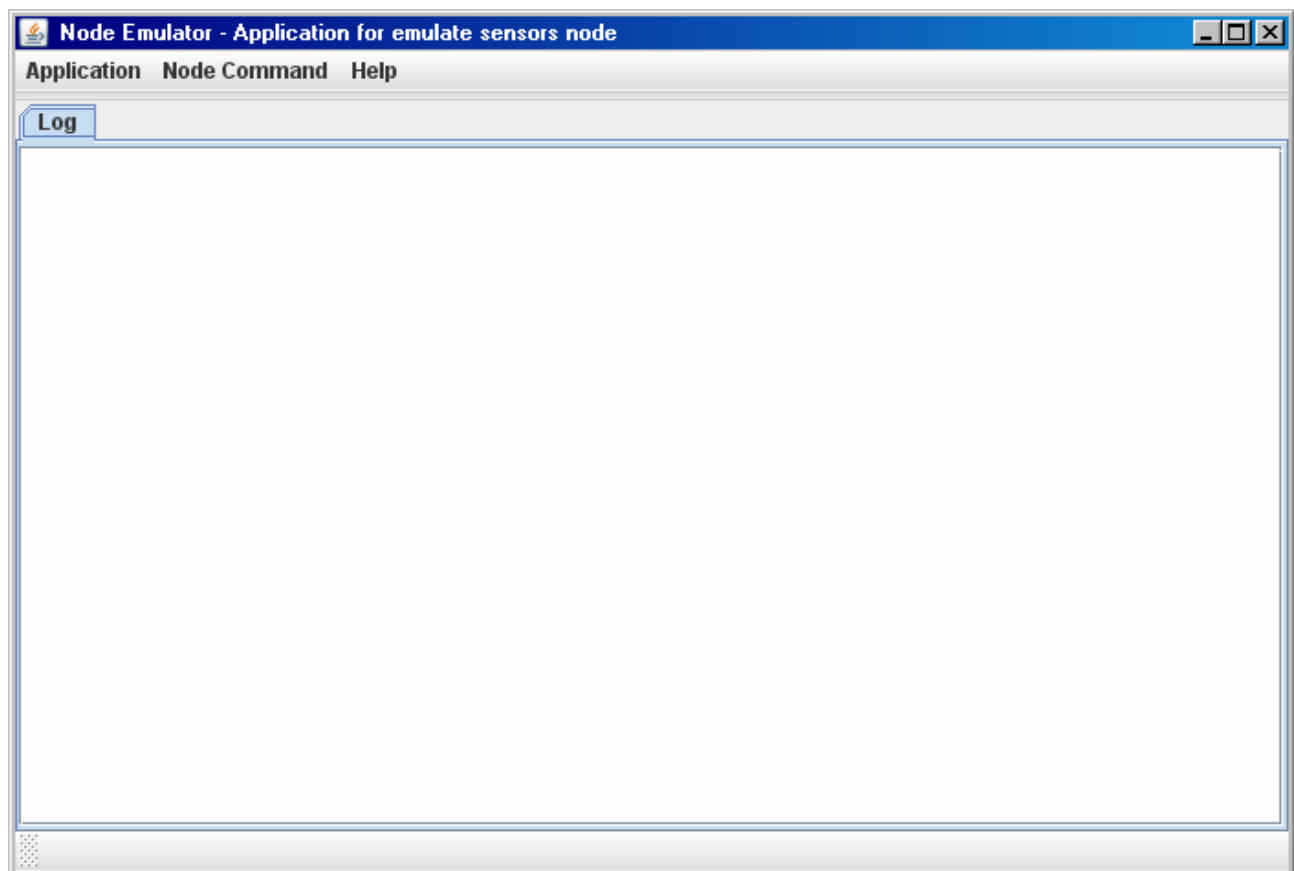 Node Emulator - Application for emulate sensors node
Application Node Command Help
Log